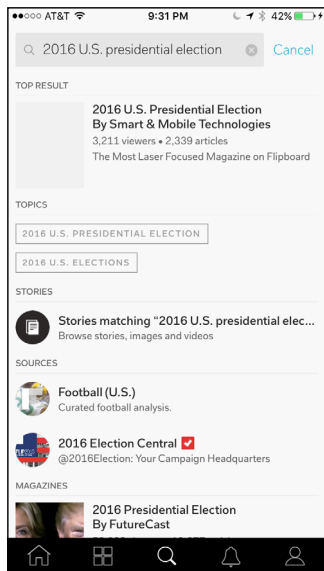 AT&T 9:31 PM 42%
2016 U.S. presidential election Cancel
TOP RESULT
2016 U.S. Presidential Election
By Smart & Mobile Technologies
3,211 viewers • 2,339 articles
The Most Laser Focused Magazine on Flipboard
TOPICS
2016 U.S. PRESIDENTIAL ELECTION
2016 U.S. ELECTIONS
STORIES
Stories matching “2016 U.S. presidential elec...
Browse stories, images and videos
SOURCES
Football (U.S.)
Curated football analysis.
2016 Election Central
@2016Election: Your Campaign Headquarters
MAGAZINES
2016 Presidential Election
By FutureCast